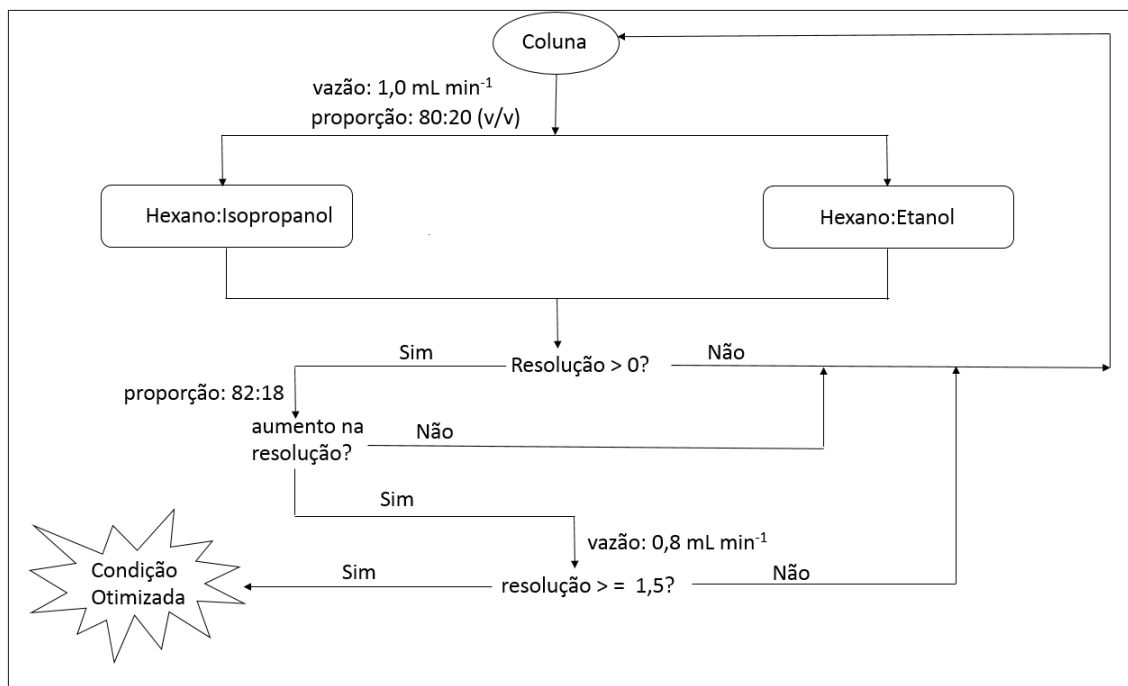 Coluna
vazão: 1,0 mL min⁻¹
proporção: 80:20 (v/v)
Hexano:Isopropanol
Hexano:Etanol
Sim
Resolução > 0?
Não
proporção: 82:18
aumento na
resolução?
Não
Sim
vazão: 0,8 mL min⁻¹
Condição
Otimizada
Sim
resolução > = 1,5?
Não